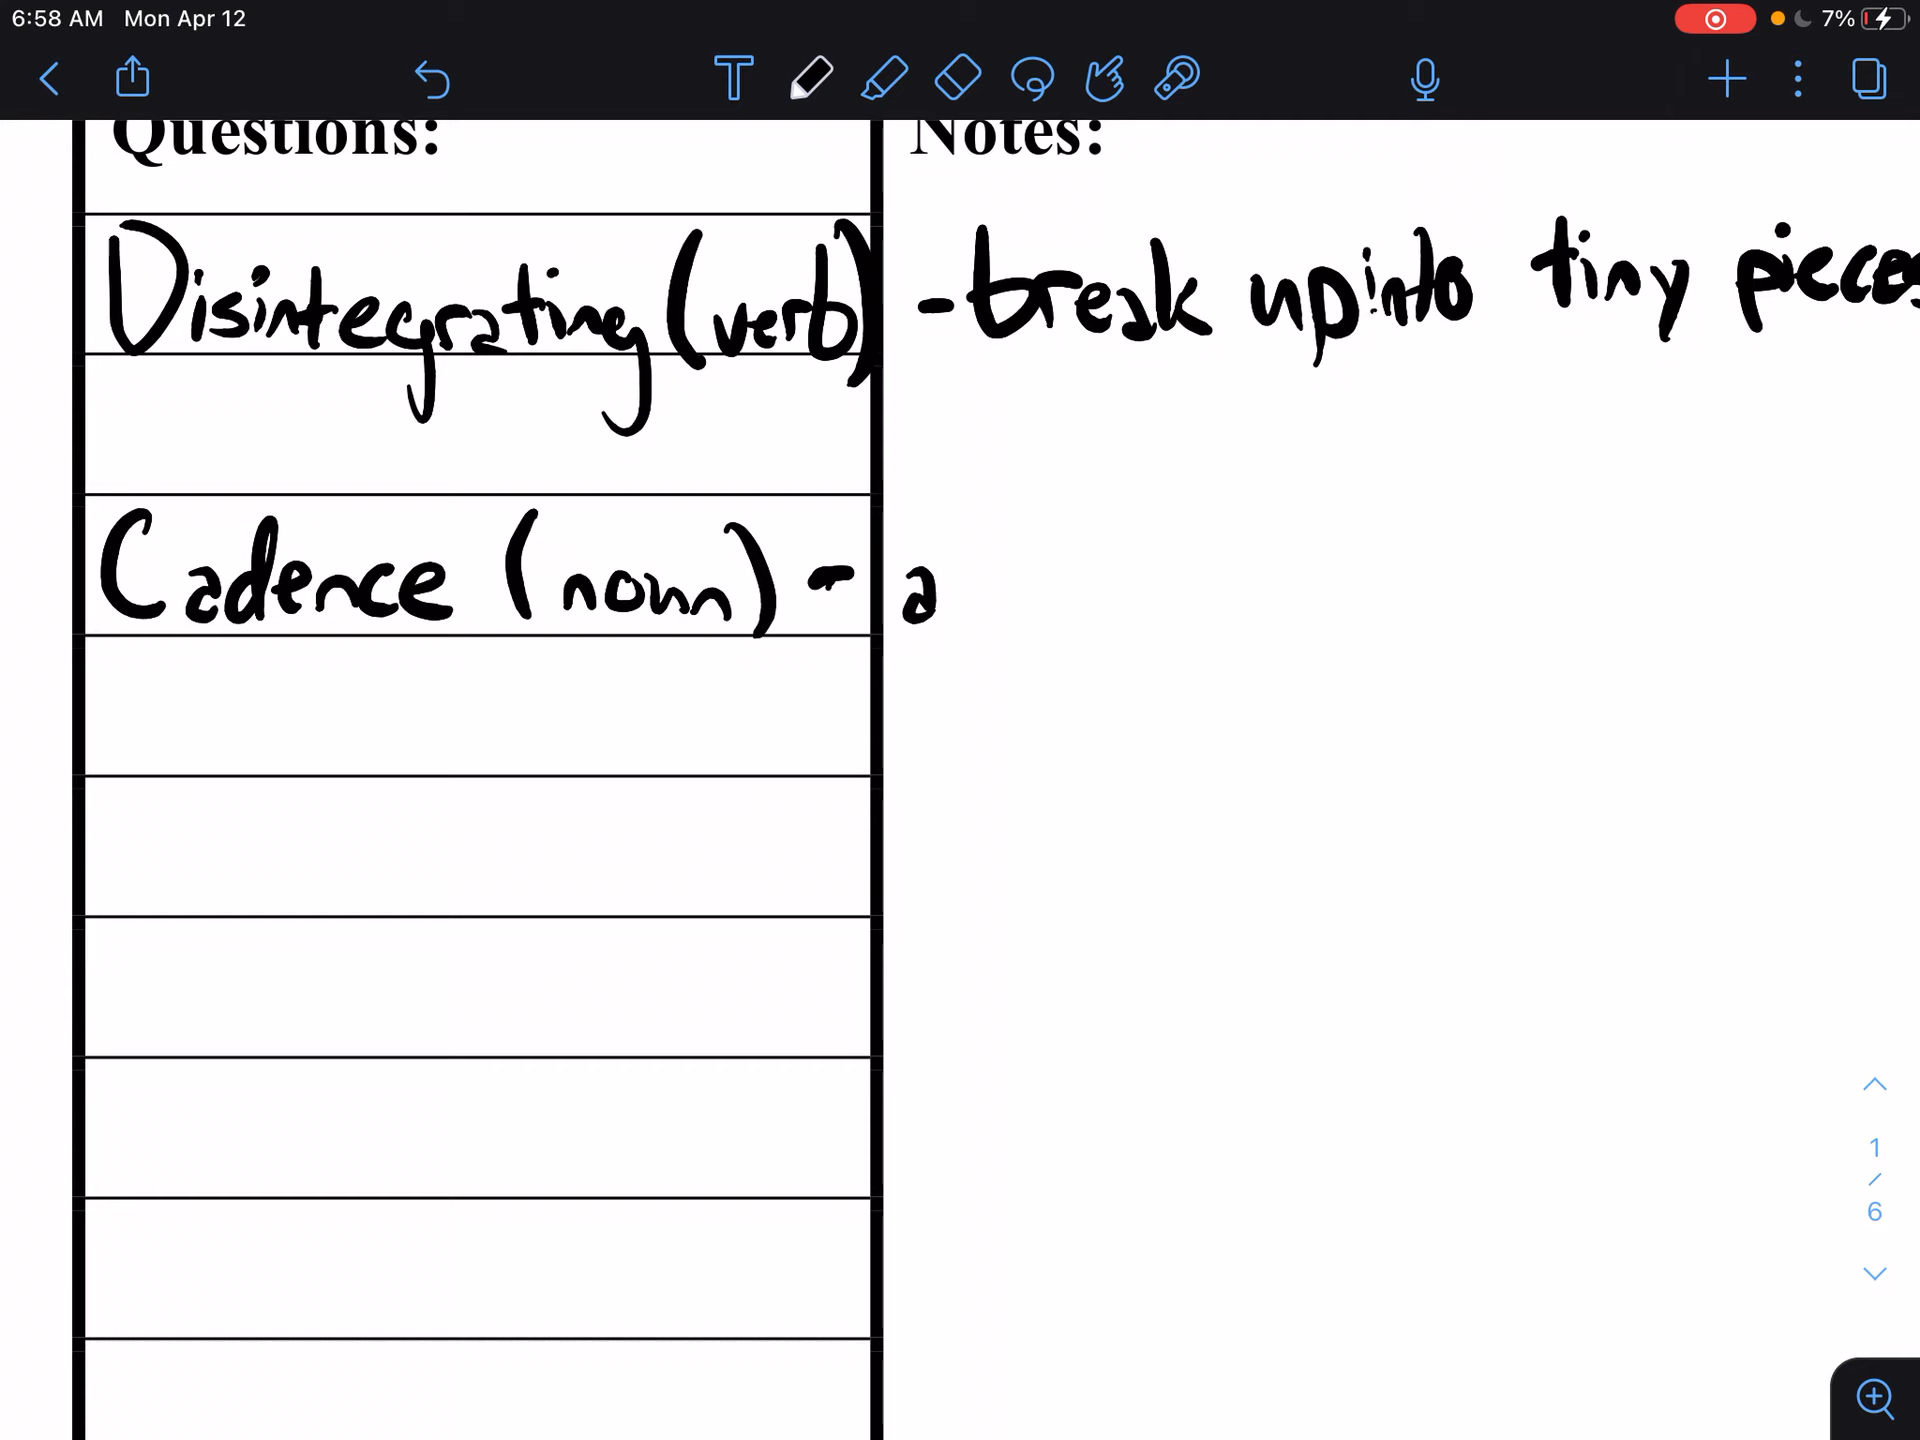 6:58 AM Mon Apr 12 7%
Questions: Notes:
Disintegrating (verb) - break up into tiny pieces
Cadence (noun) - a
1
/
6